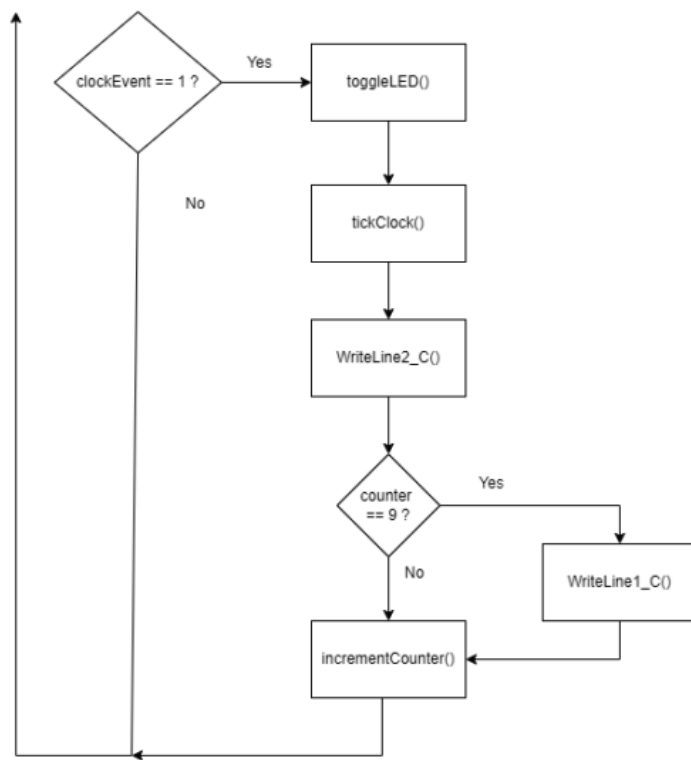 clockEvent == 1 ?
Yes
toggleLED()
No
tickClock()
WriteLine2_C()
counter
== 9 ?
Yes
No
WriteLine1_C()
incrementCounter()